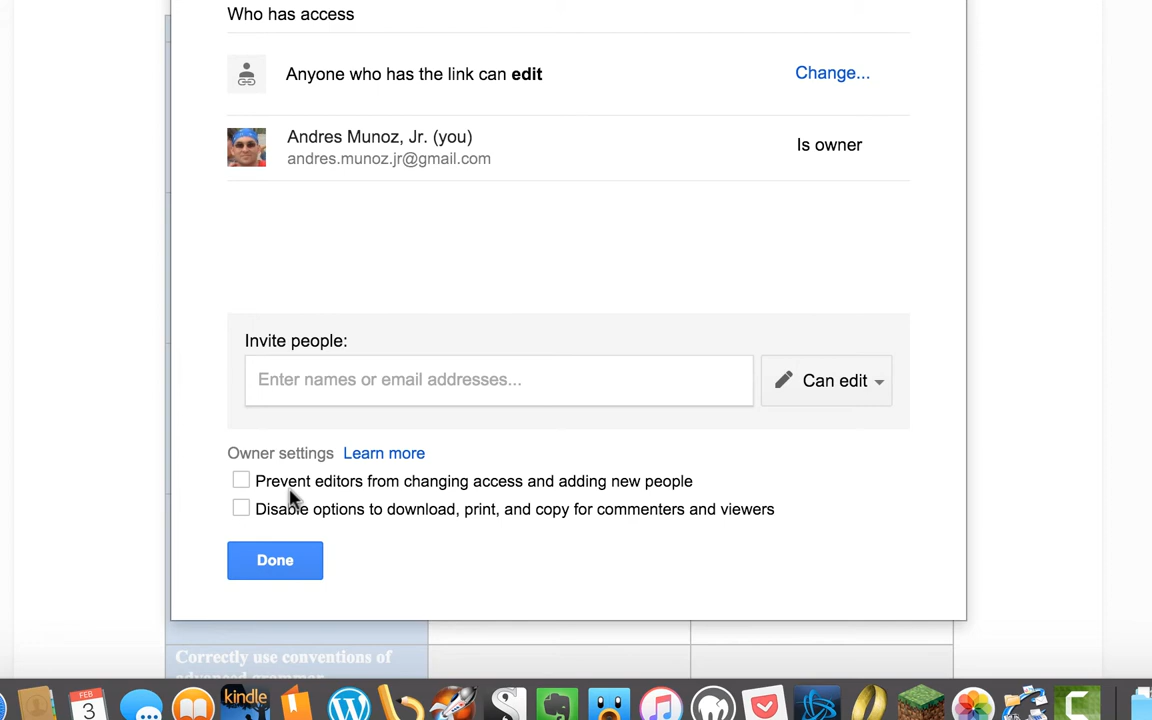 Who has access
Anyone who has the link can edit
Change...
Andres Munoz, Jr. (you)
andres.munoz.jr@gmail.com
Is owner
Invite people:
Enter names or email addresses...
Can edit
Owner settings Learn more
Prevent editors from changing access and adding new people
Disable options to download, print, and copy for commenters and viewers
Done
Correctly use conventions of
advanced grammar
FEB
3
kindle